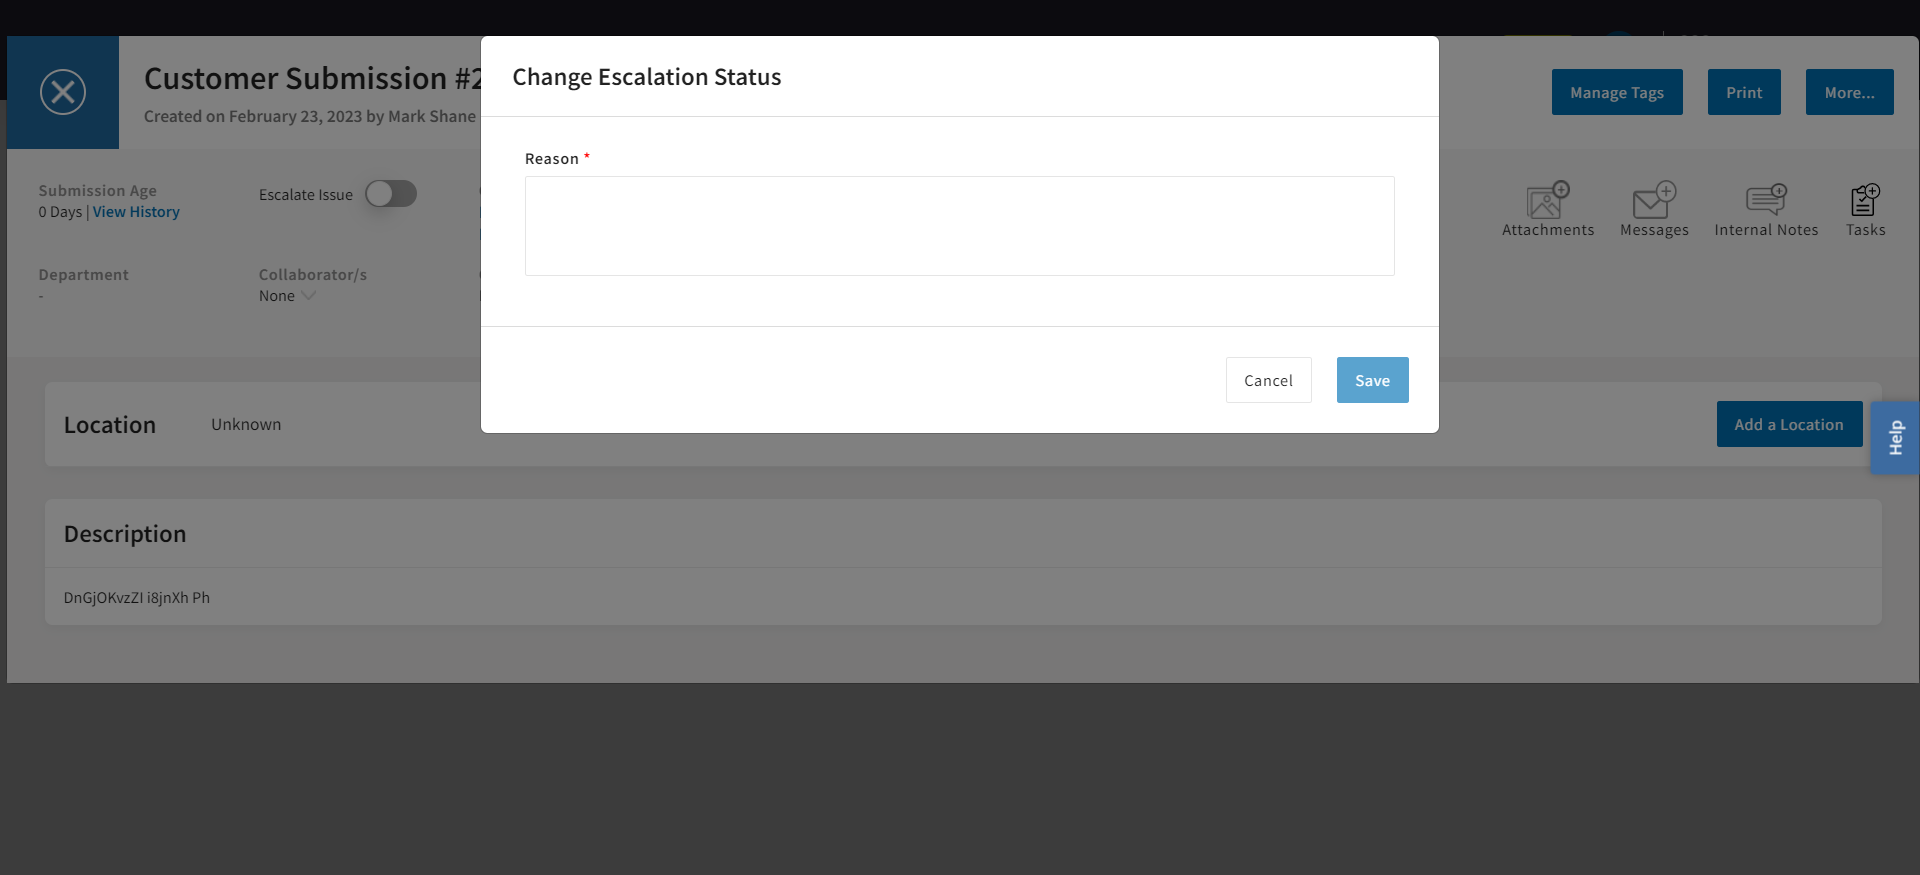 Customer Submission #2
Created on February 23, 2023 by Mark Shane
Change Escalation Status
Manage Tags
Print
More...
Submission Age
0 Days | View History
Escalate Issue
Reason *
Attachments
Messages
Internal Notes
Tasks
Department
-
Collaborator/s
None
Cancel
Save
Location
Unknown
Add a Location
Help
Description
DnGjOKvzZI i8jnXh Ph